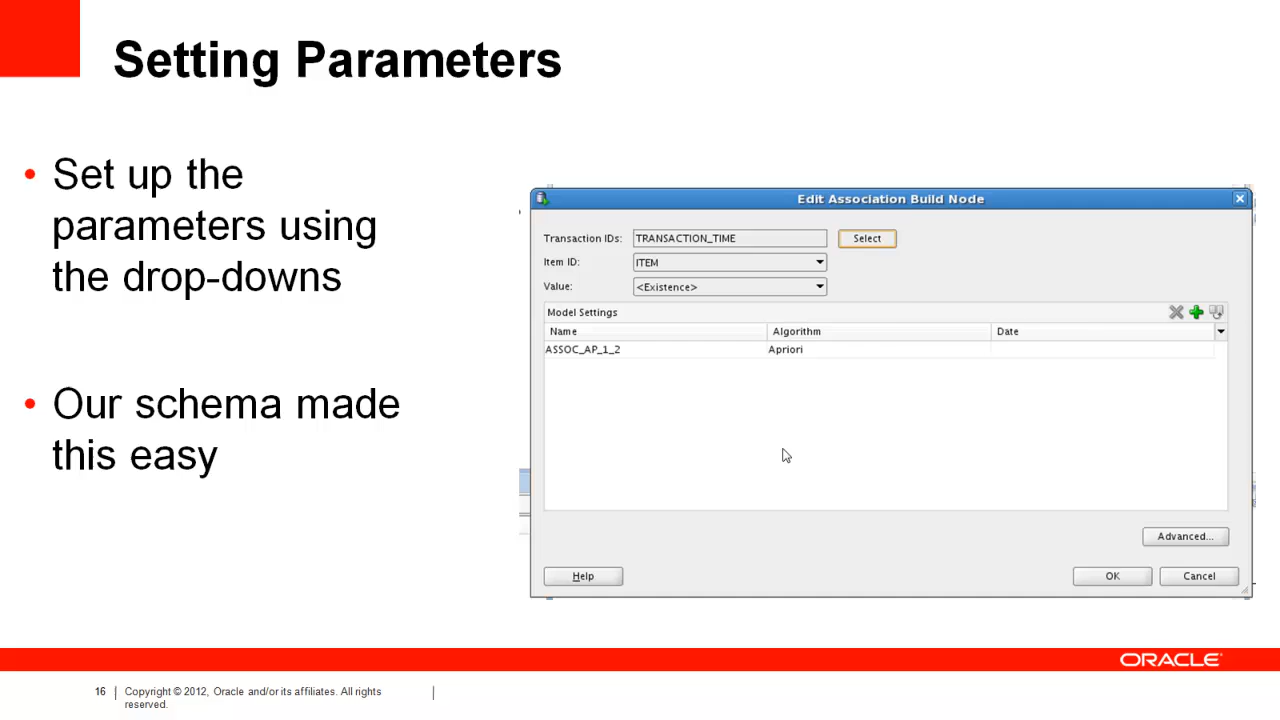 Setting Parameters
• Set up the
parameters using
the drop-downs
• Our schema made
this easy
Edit Association Build Node
Transaction IDs: TRANSACTION_TIME Select
Item ID: ITEM
Value: <Existence>
Model Settings
Name Algorithm Date
ASSOC_AP_1_2 Apriori
Advanced...
Help OK Cancel
ORACLE
16 Copyright © 2012, Oracle and/or its affiliates. All rights
reserved.